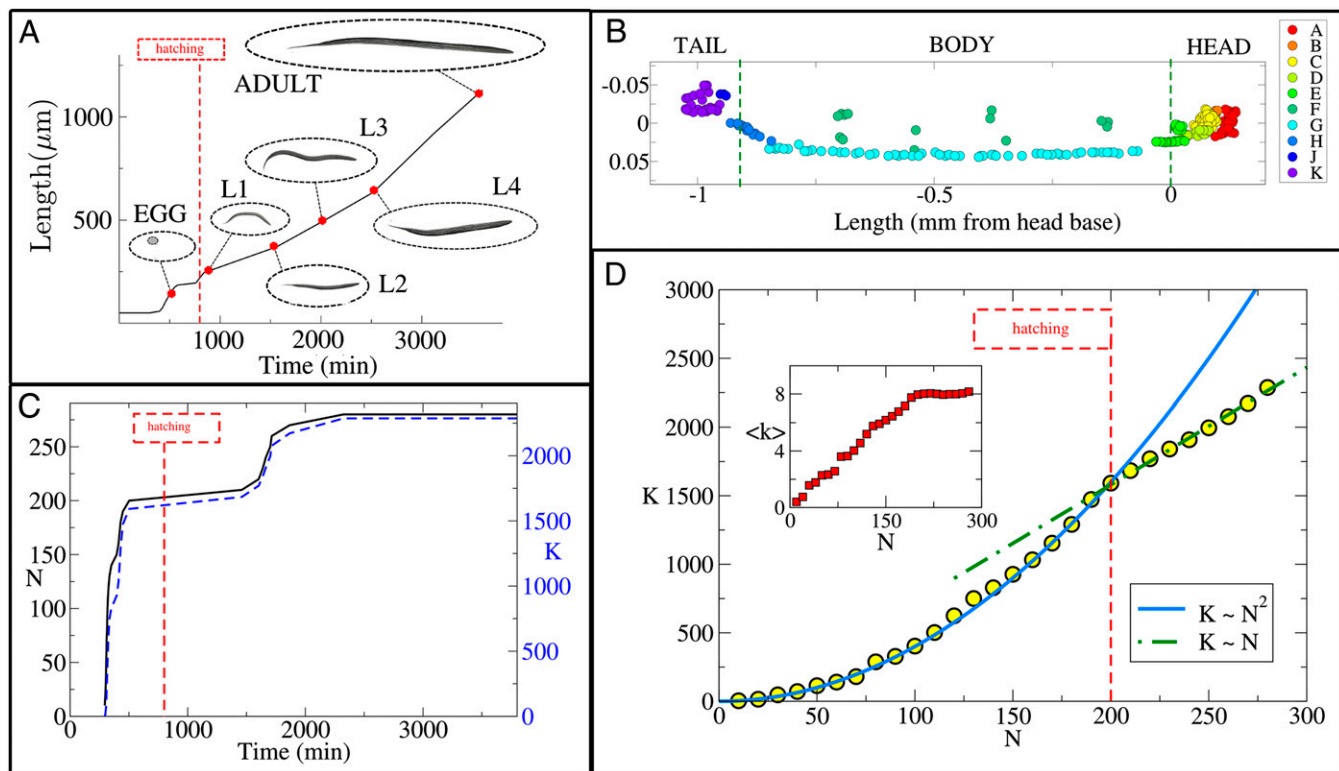 A
hatching
ADULT
L3
L1
L4
EGG
L2
Length(μm)
1000
500
1000
2000
3000
Time (min)
B
TAIL
BODY
HEAD
-0.05
0
0.05
-1
-0.5
0
Length (mm from head base)
A
B
C
D
E
F
G
H
J
K
C
hatching
N
250
200
150
100
50
25
0
2000
1500
K
1000
500
0
0
1000
2000
3000
Time (min)
D
hatching
3000
2500
2000
1500
1000
500
0
K
0
50
100
150
200
250
300
N
<k>
8
4
0
0
150
300
N
K ~ N²
K ~ N